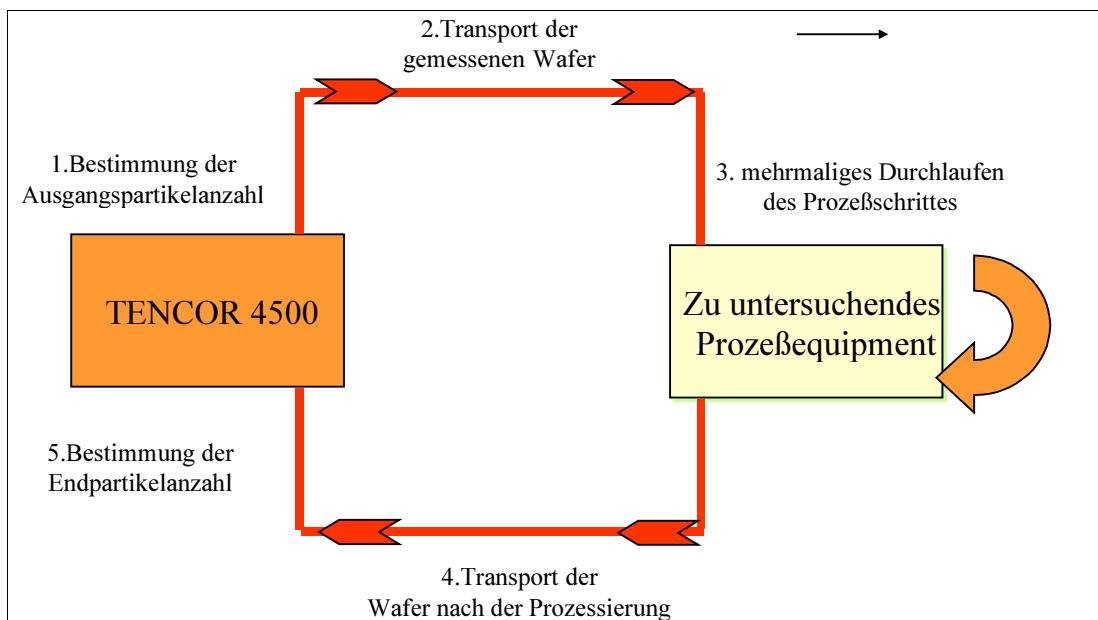 2.Transport der
gemessenen Wafer
1.Bestimmung der
Ausgangspartikelanzahl
3. mehrmaliges Durchlaufen
des Prozeßschrittes
TENCOR 4500
Zu untersuchendes
Prozeßequipment
5.Bestimmung der
Endpartikelanzahl
4.Transport der
Wafer nach der Prozessierung